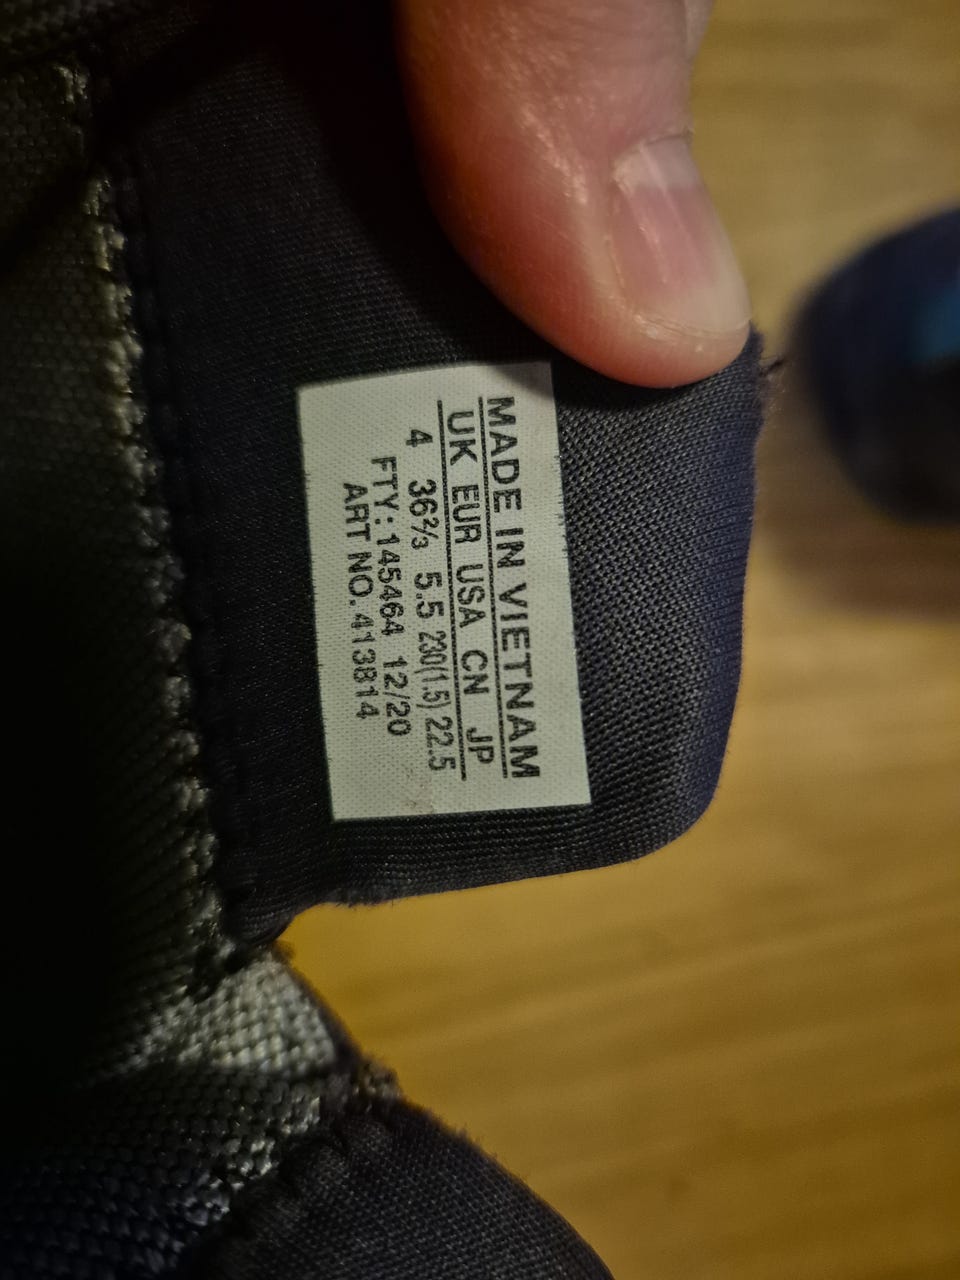 MADE IN VIETNAM
UK EUR USA CN JP
4 36⅔ 5.5 230(1.5) 22.5
FTY:145464 12/20
ART NO.413814